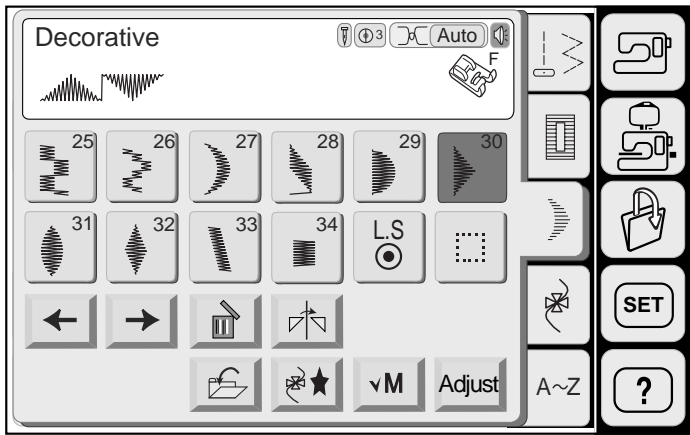 Decorative
3
Auto
F
25 26 27 28 29 30
31 32 33 34 L.S
SET
M Adjust A~Z ?